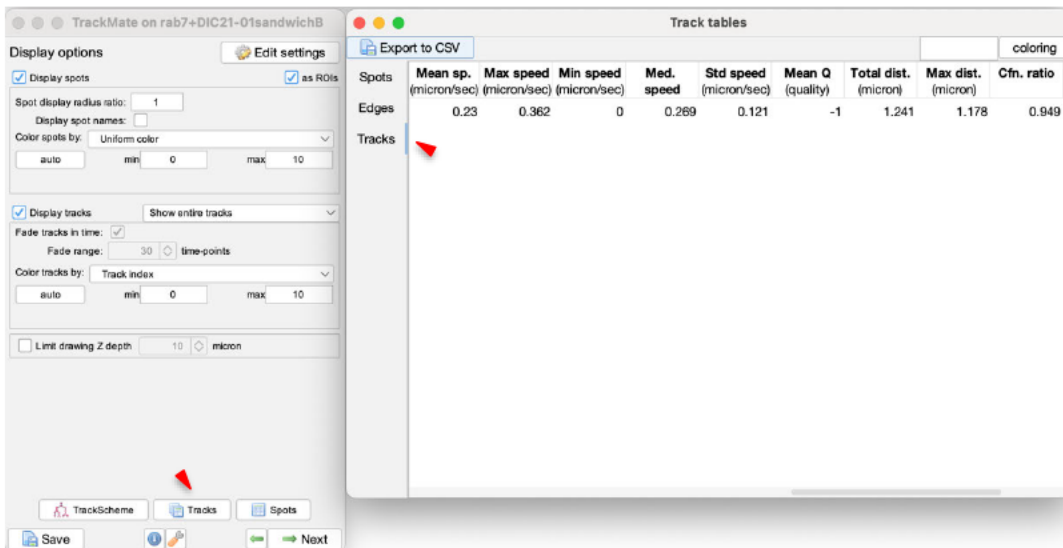 TrackMate on rab7+DIC21-01sandwichB
Display options
Edit settings
Display spots
as ROIs
Spot display radius ratio: 1
Display spot names:
Color spots by: Uniform color
auto min 0 max 10
Display tracks Show entire tracks
Fade tracks in time:
Fade range: 30 time-points
Color tracks by: Track index
auto min 0 max 10
Limit drawing Z depth 10 micron
TrackScheme Tracks Spots
Save Next
Track tables
Export to CSV coloring
Spots
Edges
Tracks
Mean sp. Max speed Min speed Med. Std speed Mean Q Total dist. Max dist. Cfn. ratio
(micron/sec) (micron/sec) (micron/sec) speed (micron/sec) (quality) (micron) (micron)
0.23 0.362 0 0.269 0.121 -1 1.241 1.178 0.949